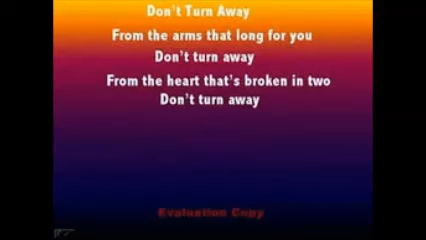 Don't Turn Away
From the arms that long for you
Don't turn away
From the heart that's broken in two
Don't turn away
Evaluation Copy